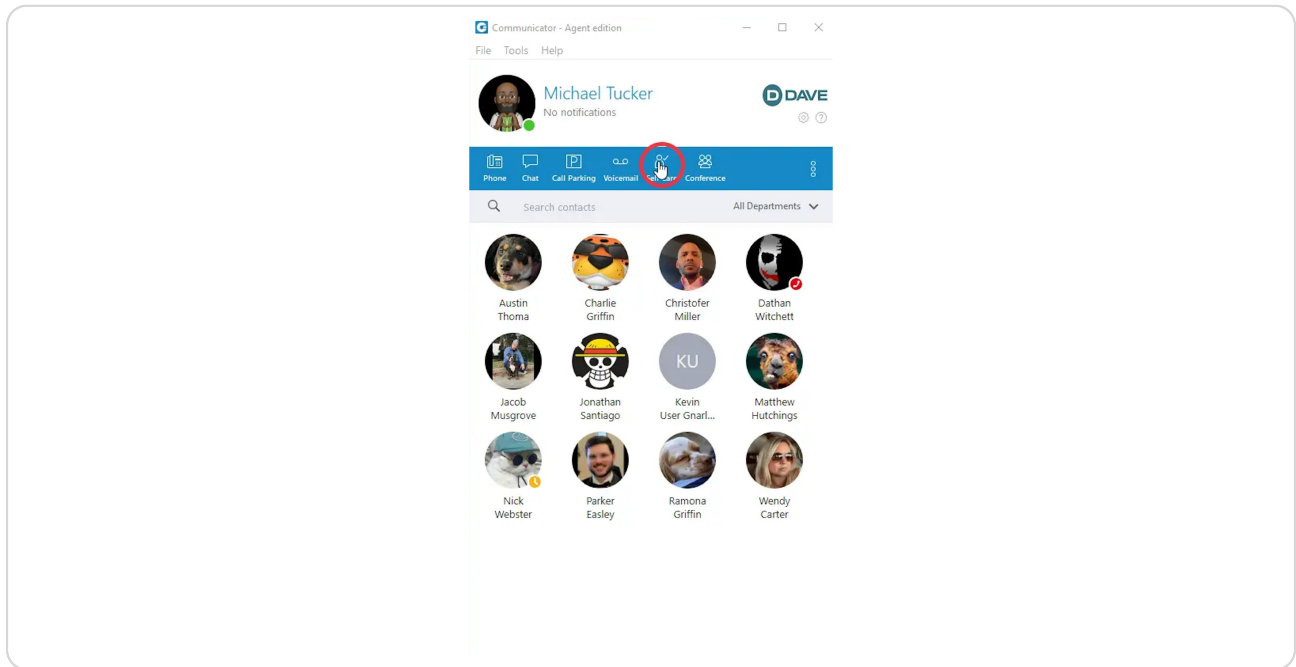 Communicator - Agent edition
File Tools Help
Michael Tucker
No notifications
D DAVE
Phone Chat Call Parking Voicemail Conference
Search contacts All Departments
Austin Thoma
Charlie Griffin
Christofer Miller
Dathan Witchett
Jacob Musgrove
Jonathan Santiago
KU
Kevin User Gnarl...
Matthew Hutchings
Nick Webster
Parker Easley
Ramona Griffin
Wendy Carter